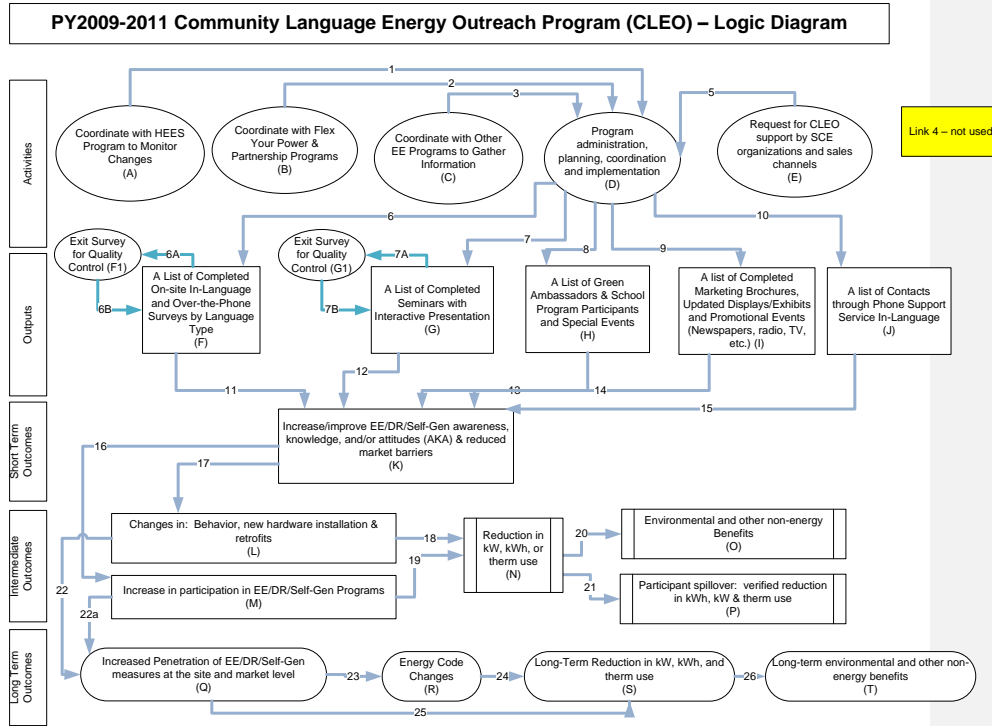 PY2009-2011 Community Language Energy Outreach Program (CLEO) – Logic Diagram
Activities
1
2
3
5
Coordinate with HEES
Program to Monitor
Changes
(A)
Coordinate with Flex
Your Power &
Partnership Programs
(B)
Coordinate with Other
EE Programs to Gather
Information
(C)
Program
administration,
planning, coordination
and implementation
(D)
Request for CLEO
support by SCE
organizations and sales
channels
(E)
Link 4 – not used
6
7
8
9
10
Outputs
Exit Survey
for Quality
Control (F1)
6A
6B
A List of Completed
On-site In-Language
and Over-the-Phone
Surveys by Language
Type
(F)
Exit Survey
for Quality
Control (G1)
7A
7B
A List of Completed
Seminars with
Interactive Presentation
(G)
A List of Green
Ambassadors & School
Program Participants
and Special Events
(H)
A list of Completed
Marketing Brochures,
Updated Displays/Exhibits
and Promotional Events
(Newspapers, radio, TV,
etc.) (I)
A list of Contacts
through Phone Support
Service In-Language
(J)
11
12
13
14
15
Short Term
Outcomes
Increase/improve EE/DR/Self-Gen awareness,
knowledge, and/or attitudes (AKA) & reduced
market barriers
(K)
16
17
Intermediate
Outcomes
Changes in: Behavior, new hardware installation &
retrofits
(L)
18
19
Increase in participation in EE/DR/Self-Gen Programs
(M)
Reduction in
kW, kWh, or
therm use
(N)
20
21
Environmental and other non-energy
Benefits
(O)
Participant spillover: verified reduction
in kWh, kW & therm use
(P)
22
22a
Long Term
Outcomes
Increased Penetration of EE/DR/Self-Gen
measures at the site and market level
(Q)
23
Energy Code
Changes
(R)
24
Long-Term Reduction in kW, kWh, and
therm use
(S)
26
Long-term environmental and other non-
energy benefits
(T)
25